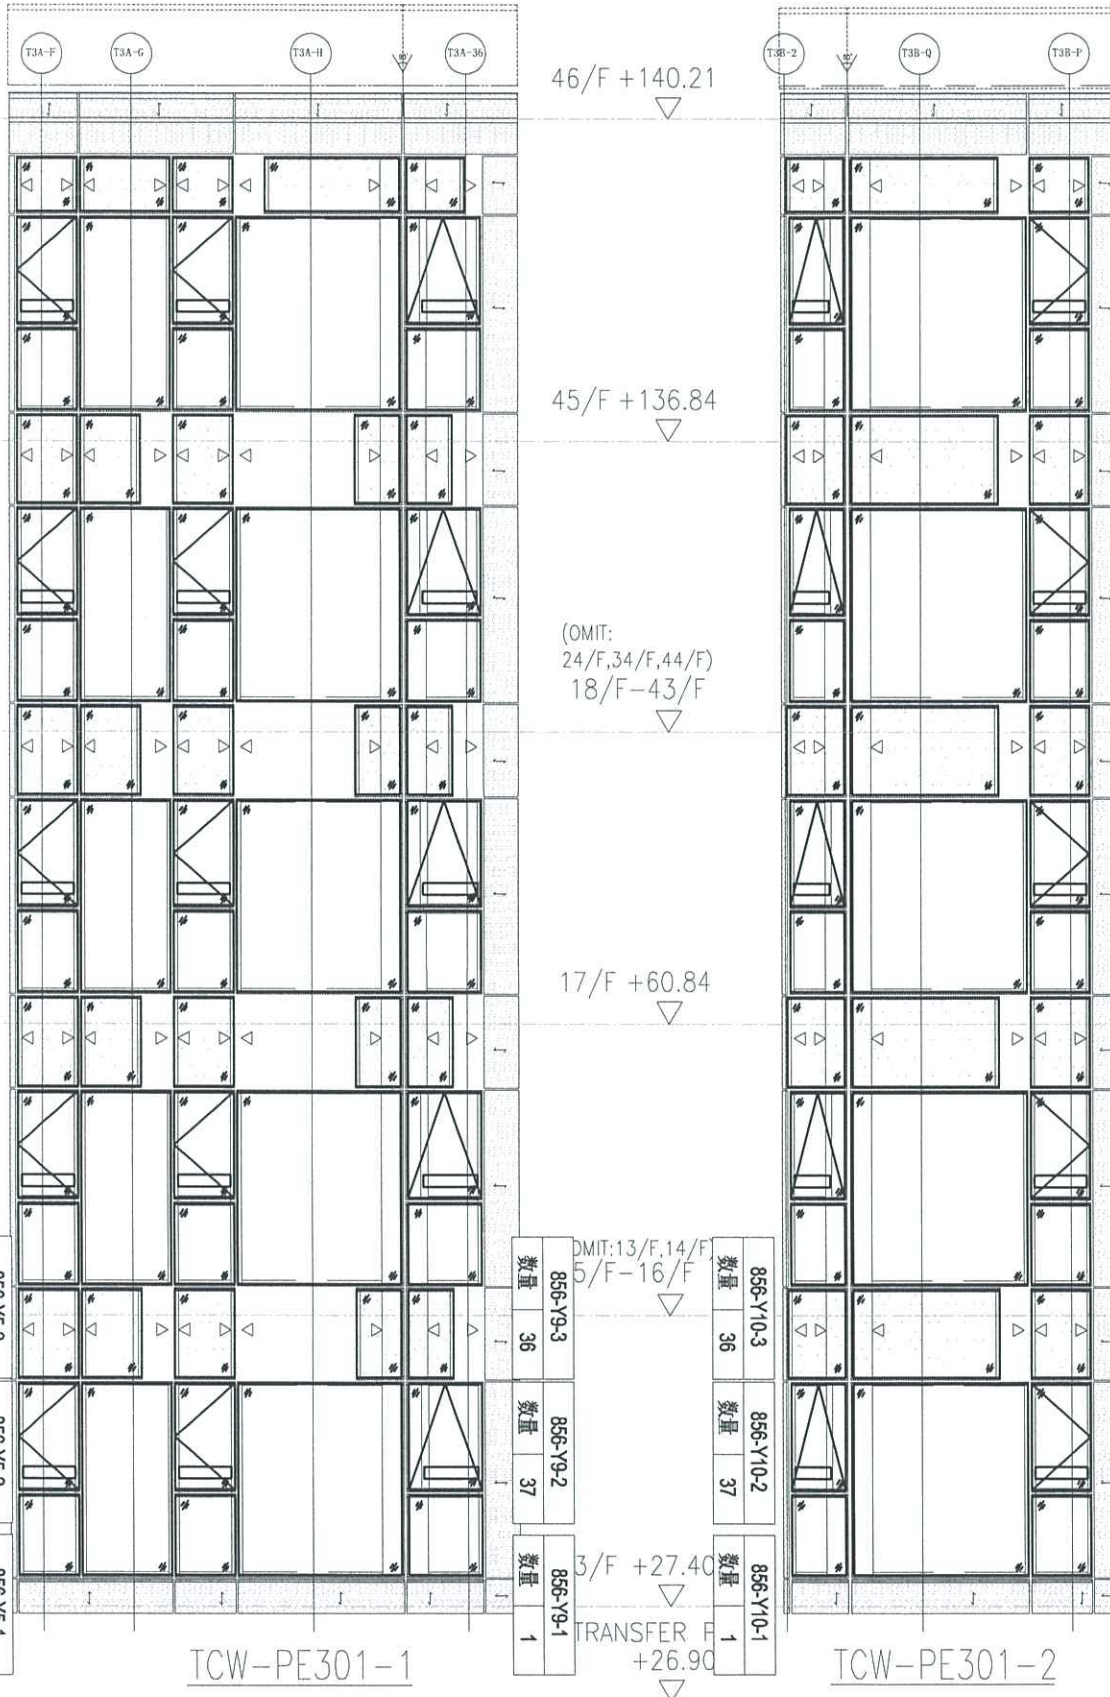 T3A-F
T3A-G
T3A-H
T3A-36
T3B-2
T3B-Q
T3B-P
46/F +140.21
45/F +136.84
(OMIT:
24/F,34/F,44/F)
18/F-43/F
17/F +60.84
OMIT:13/F,14/F)
5/F-16/F
3/F +27.40
TRANSFER
+26.90
856-Y9-3
数量 36
856-Y9-2
数量 37
856-Y9-1
数量 1
856-Y10-3
数量 36
856-Y10-2
数量 37
856-Y10-1
数量 1
TCW-PE301-1
TCW-PE301-2